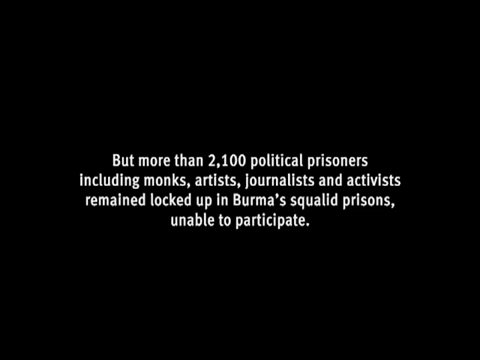 But more than 2,100 political prisoners
including monks, artists, journalists and activists
remained locked up in Burma's squalid prisons,
unable to participate.